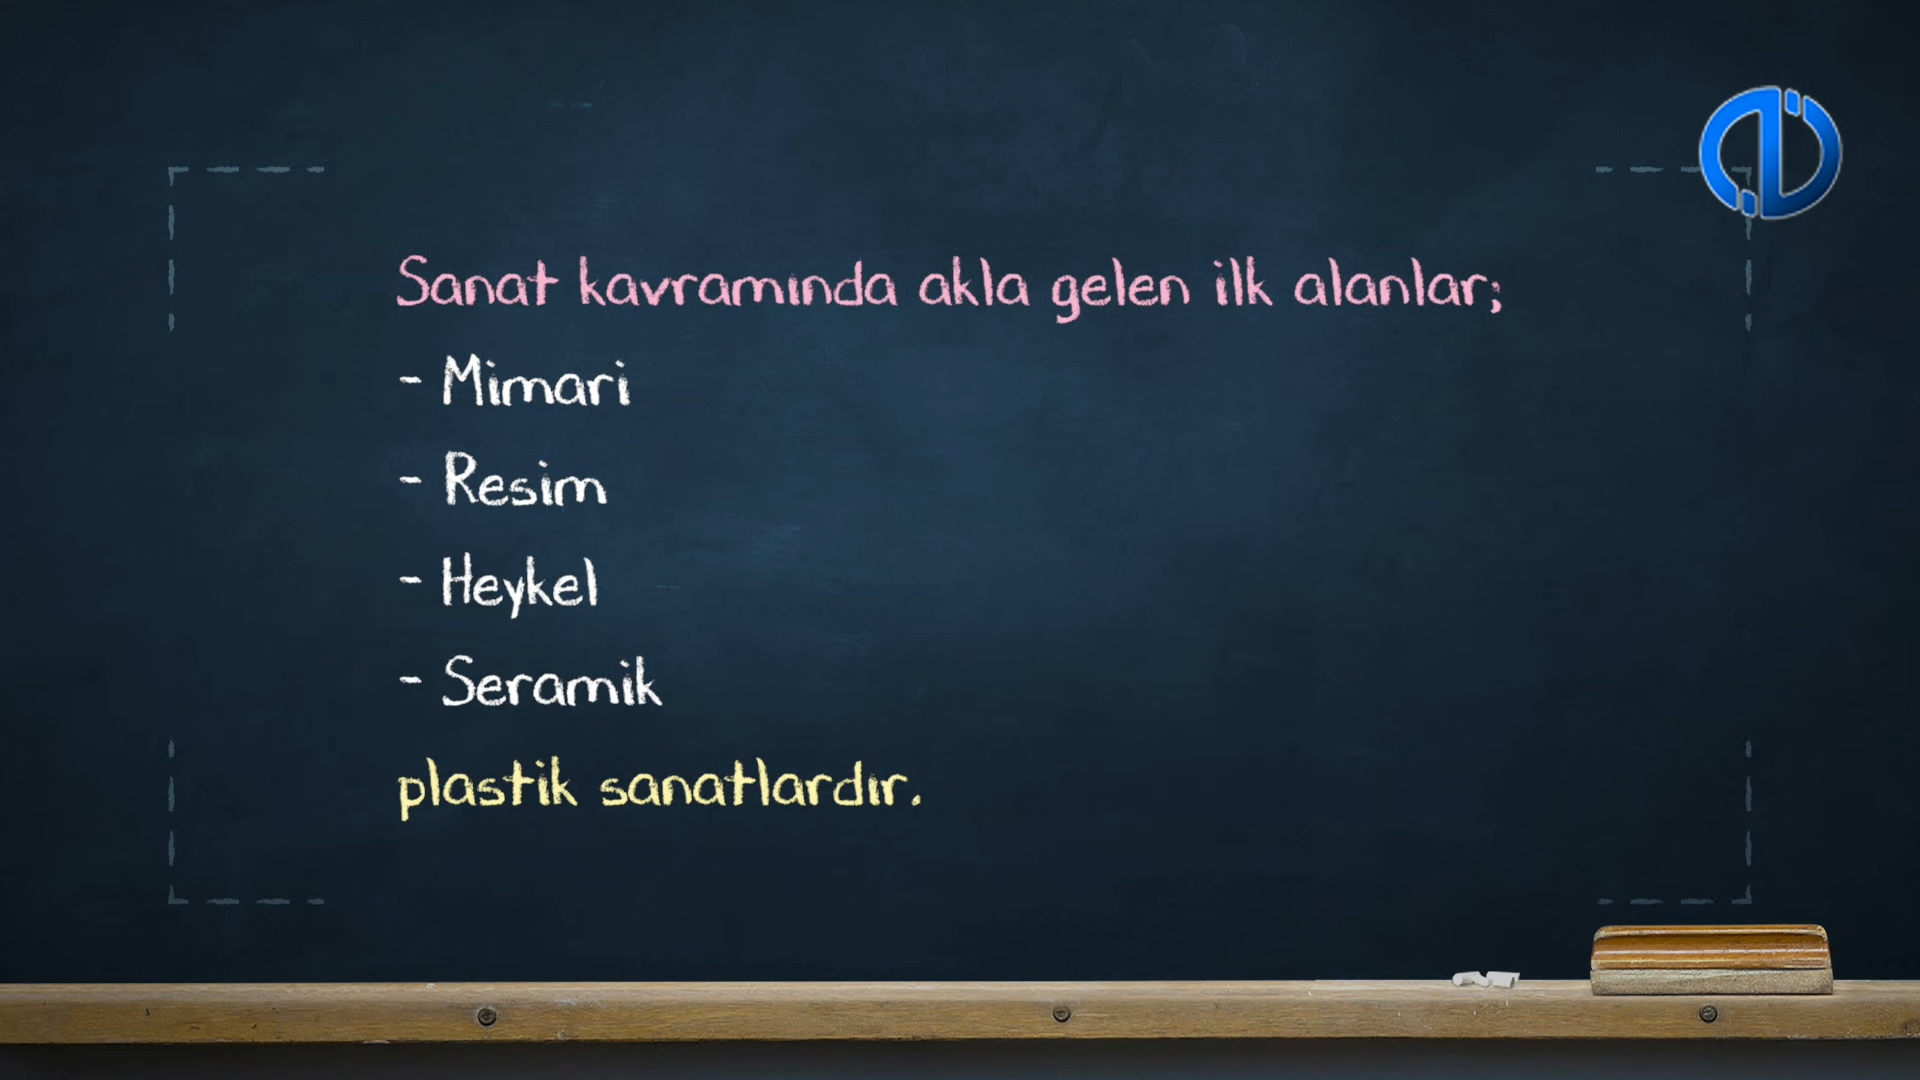 Sanat kavramında akla gelen ilk alanlar;
- Mimari
- Resim
- Heykel
- Seramik
plastik sanatlardır.